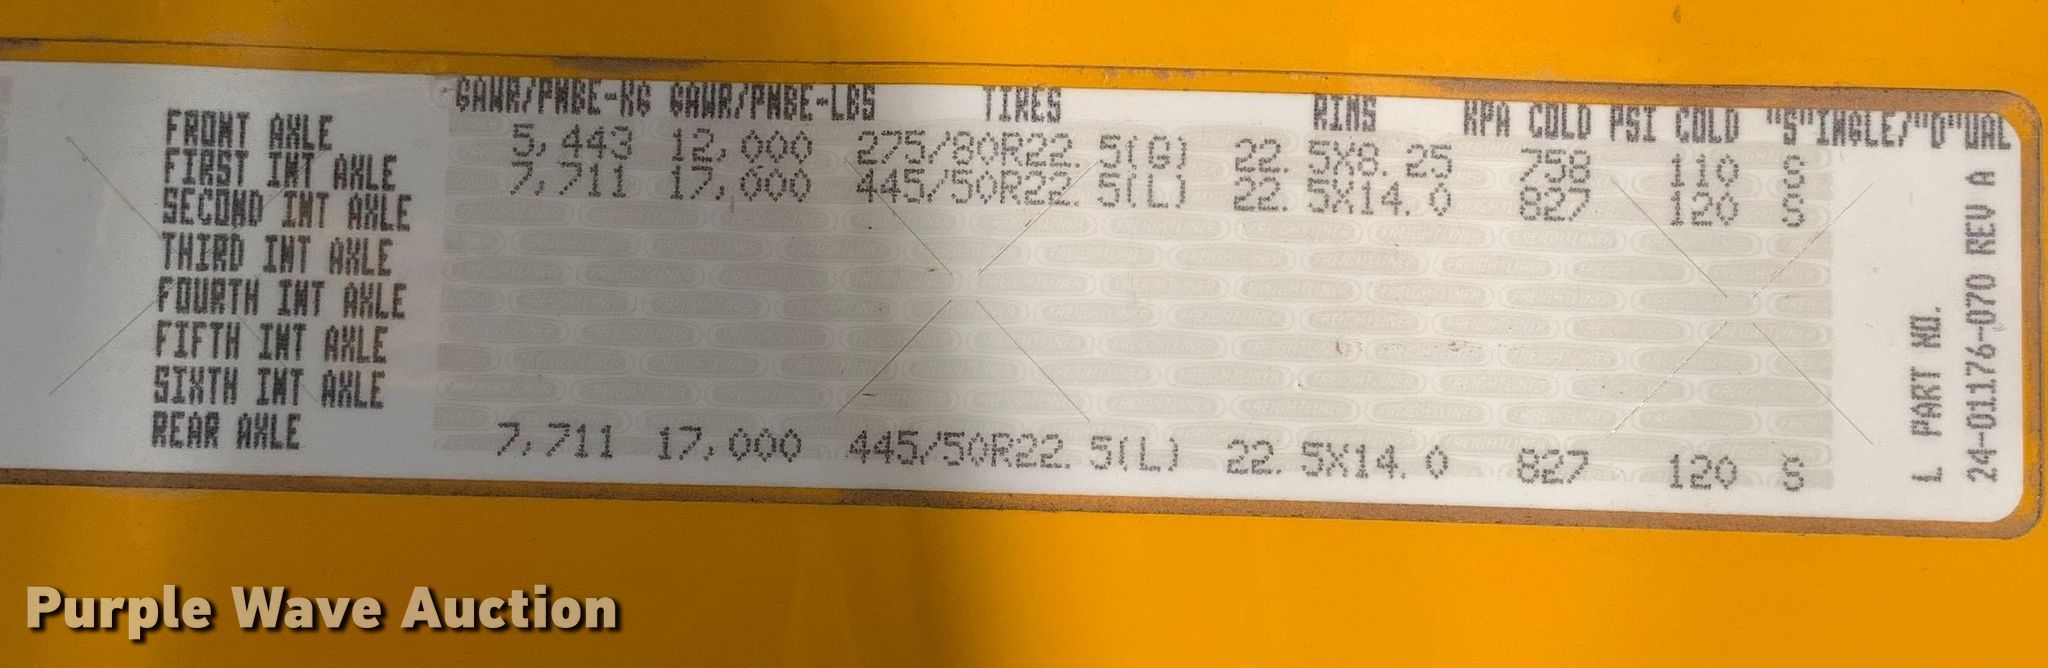 GAWR/PNBE-KG GAWR/PNBE-LBS TIRES RIMS KPA COLD PSI COLD "S"INGLE/"D"UAL
FRONT AXLE 5,443 12,000 275/80R22.5(G) 22.5X8.25 758 110 S
FIRST INT AXLE 7,711 17,000 445/50R22.5(L) 22.5X14.0 827 120 S
SECOND INT AXLE
THIRD INT AXLE
FOURTH INT AXLE
FIFTH INT AXLE
SIXTH INT AXLE
REAR AXLE 7,711 17,000 445/50R22.5(L) 22.5X14.0 827 120 S
L PART NO.
24-01176-070 REV A
Purple Wave Auction